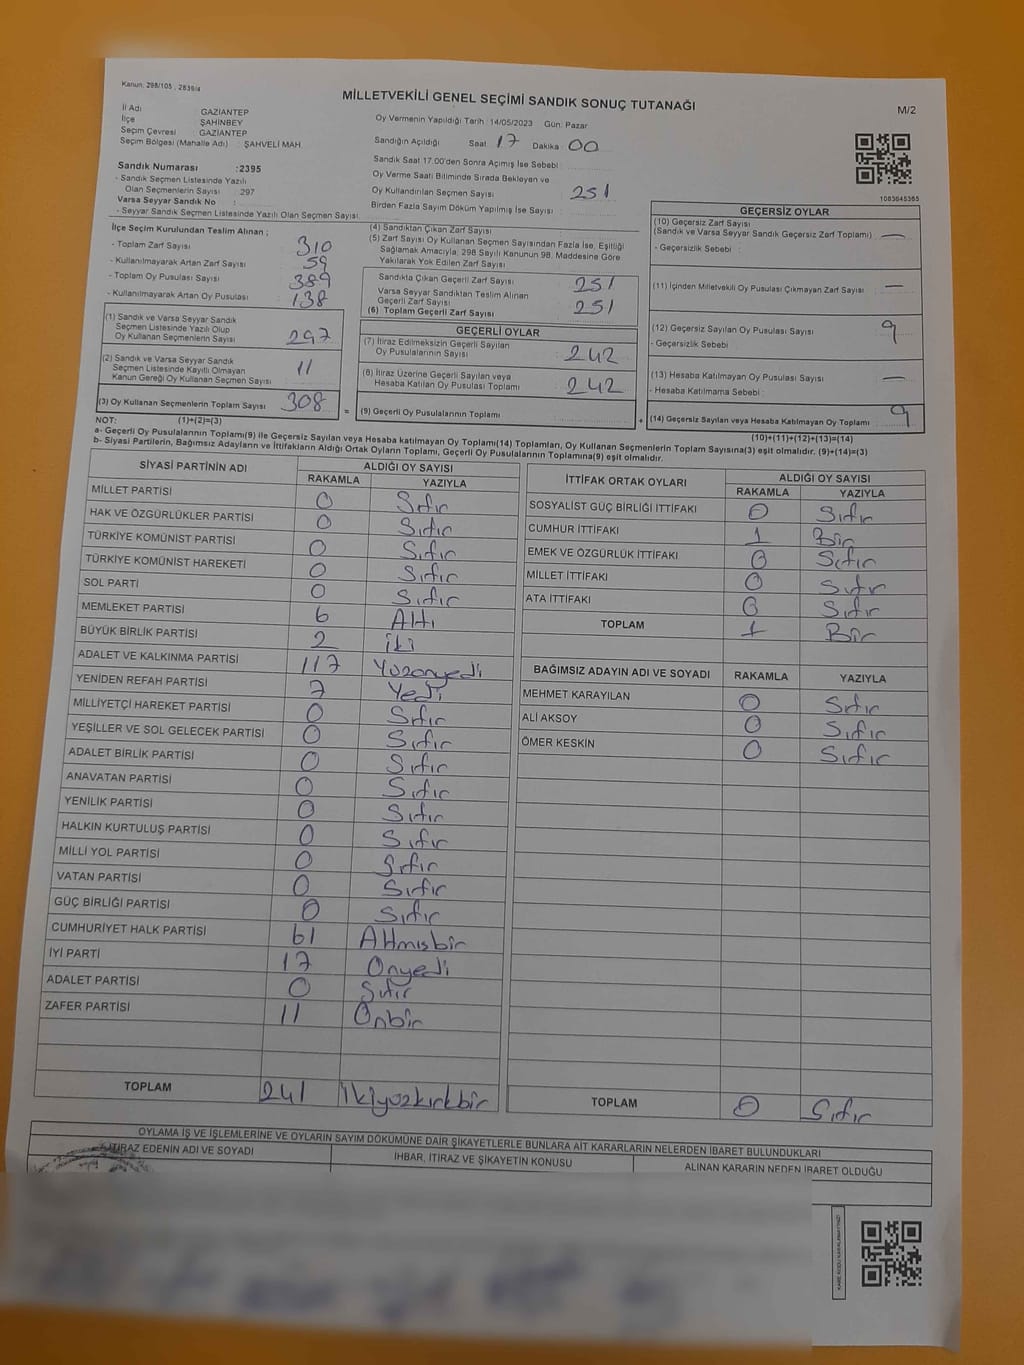 Kanun: 298/105 , 2839/4
MİLLETVEKİLİ GENEL SEÇİMİ SANDIK SONUÇ TUTANAĞI
M/2
İl Adı GAZİANTEP
İlçe ŞAHİNBEY
Seçim Çevresi : GAZİANTEP
Seçim Bölgesi (Mahalle Adı) : ŞAHVELİ MAH.
Oy Vermenin Yapıldığı Tarih : 14/05/2023 Gün: Pazar
Sandığın Açıldığı Saat 17 Dakika 00
Sandık Saat 17.00'den Sonra Açımış İse Sebebi :
Oy Verme Saati Bitiminde Sırada Bekleyen ve
Oy Kullandırılan Seçmen Sayısı 251
Birden Fazla Sayım Döküm Yapılmış İse Sayısı :
Sandık Numarası :2395
- Sandık Seçmen Listesinde Yazılı
Olan Seçmenlerin Sayısı : 297
Varsa Seyyar Sandık No :
- Seyyar Sandık Seçmen Listesinde Yazılı Olan Seçmen Sayısı
1083645365
İlçe Seçim Kurulundan Teslim Alınan ;
- Toplam Zarf Sayısı 310
- Kullanılmayarak Artan Zarf Sayısı 59
- Toplam Oy Pusulası Sayısı 389
- Kullanılmayarak Artan Oy Pusulası 138
(1) Sandık ve Varsa Seyyar Sandık
Seçmen Listesinde Yazılı Olup
Oy Kullanan Seçmenlerin Sayısı 297
(2) Sandık ve Varsa Seyyar Sandık
Seçmen Listesinde Kayıtlı Olmayan
Kanun Gereği Oy Kullanan Seçmen Sayısı 11
(3) Oy Kullanan Seçmenlerin Toplam Sayısı 308
(4) Sandıktan Çıkan Zarf Sayısı
(5) Zarf Sayısı Oy Kullanan Seçmen Sayısından Fazla İse, Eşitliği
Sağlamak Amacıyla; 298 Sayılı Kanunun 98. Maddesine Göre
Yakılarak Yok Edilen Zarf Sayısı
Sandıkta Çıkan Geçerli Zarf Sayısı 251
Varsa Seyyar Sandıktan Teslim Alınan
Geçerli Zarf Sayısı
(6) Toplam Geçerli Zarf Sayısı 251
GEÇERLİ OYLAR
(7) İtiraz Edilmeksizin Geçerli Sayılan
Oy Pusulalarının Sayısı 242
(8) İtiraz Üzerine Geçerli Sayılan veya
Hesaba Katılan Oy Pusulası Toplamı 242
= (9) Geçerli Oy Pusulalarının Toplamı
GEÇERSİZ OYLAR
(10) Geçersiz Zarf Sayısı
(Sandık ve Varsa Seyyar Sandık Geçersiz Zarf Toplamı) —
- Geçersizlik Sebebi :
(11) İçinden Milletvekili Oy Pusulası Çıkmayan Zarf Sayısı —
(12) Geçersiz Sayılan Oy Pusulası Sayısı 9
- Geçersizlik Sebebi :
(13) Hesaba Katılmayan Oy Pusulası Sayısı —
- Hesaba Katılmama Sebebi :
+ (14) Geçersiz Sayılan veya Hesaba Katılmayan Oy Toplamı 9
NOT: (1)+(2)=(3)
(10)+(11)+(12)+(13)=(14)
a- Geçerli Oy Pusulalarının Toplamı(9) ile Geçersiz Sayılan veya Hesaba katılmayan Oy Toplamı(14) Toplamları, Oy Kullanan Seçmenlerin Toplam Sayısına(3) eşit olmalıdır. (9)+(14)=(3)
b- Siyasi Partilerin, Bağımsız Adayların ve İttifakların Aldığı Ortak Oyların Toplamı, Geçerli Oy Pusulalarının Toplamına(9) eşit olmalıdır.
SİYASİ PARTİNİN ADI ALDIĞI OY SAYISI
RAKAMLA YAZIYLA
MİLLET PARTİSİ 0 Sıfır
HAK VE ÖZGÜRLÜKLER PARTİSİ 0 Sıfır
TÜRKİYE KOMÜNİST PARTİSİ 0 Sıfır
TÜRKİYE KOMÜNİST HAREKETİ 0 Sıfır
SOL PARTİ 0 Sıfır
MEMLEKET PARTİSİ 6 Altı
BÜYÜK BİRLİK PARTİSİ 2 İki
ADALET VE KALKINMA PARTİSİ 117 Yüzonyedi
YENİDEN REFAH PARTİSİ 7 Yedi
MİLLİYETÇİ HAREKET PARTİSİ 0 Sıfır
YEŞİLLER VE SOL GELECEK PARTİSİ 0 Sıfır
ADALET BİRLİK PARTİSİ 0 Sıfır
ANAVATAN PARTİSİ 0 Sıfır
YENİLİK PARTİSİ 0 Sıfır
HALKIN KURTULUŞ PARTİSİ 0 Sıfır
MİLLİ YOL PARTİSİ 0 Sıfır
VATAN PARTİSİ 0 Sıfır
GÜÇ BİRLİĞİ PARTİSİ 0 Sıfır
CUMHURİYET HALK PARTİSİ 61 Altmışbir
İYİ PARTİ 17 Onyedi
ADALET PARTİSİ 0 Sıfır
ZAFER PARTİSİ 11 Onbir
TOPLAM 241 ikiyüzkırkbir
İTTİFAK ORTAK OYLARI ALDIĞI OY SAYISI
RAKAMLA YAZIYLA
SOSYALİST GÜÇ BİRLİĞİ İTTİFAKI 0 Sıfır
CUMHUR İTTİFAKI 1 Bir
EMEK VE ÖZGÜRLÜK İTTİFAKI 0 Sıfır
MİLLET İTTİFAKI 0 Sıfır
ATA İTTİFAKI 0 Sıfır
TOPLAM 1 Bir
BAĞIMSIZ ADAYIN ADI VE SOYADI RAKAMLA YAZIYLA
MEHMET KARAYILAN 0 Sıfır
ALİ AKSOY 0 Sıfır
ÖMER KESKİN 0 Sıfır
TOPLAM 0 Sıfır
OYLAMA İŞ VE İŞLEMLERİNE VE OYLARIN SAYIM DÖKÜMÜNE DAİR ŞİKAYETLERLE BUNLARA AİT KARARLARIN NELERDEN İBARET BULUNDUKLARI
İTİRAZ EDENİN ADI VE SOYADI İHBAR, İTİRAZ VE ŞİKAYETİN KONUSU ALINAN KARARIN NEDEN İBARET OLDUĞU